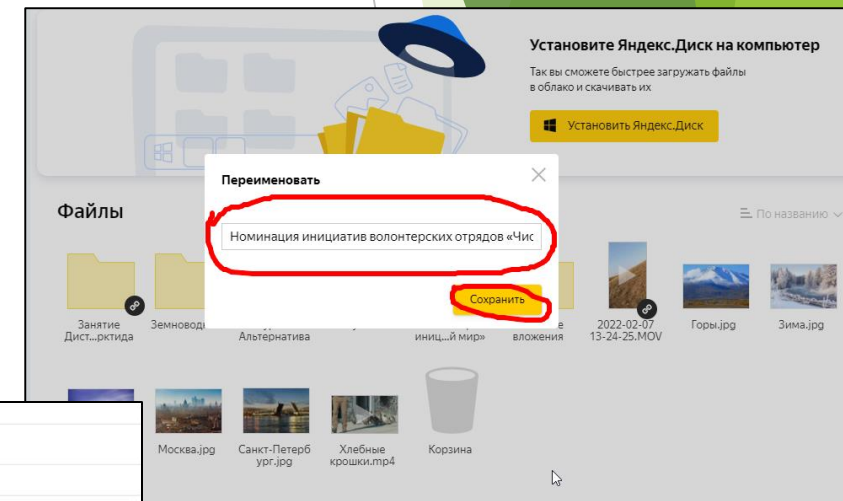 Установите Яндекс.Диск на компьютер
Так вы сможете быстрее загружать файлы
в облако и скачивать их
Установить Яндекс.Диск
Переименовать
Номинация инициатив волонтерских отрядов «Чис
Сохранить
Файлы
По названию
Занятие
Дист...рктида
Земновод
Альтернатива
иниц...й мир»
вложения
2022-02-07
13-24-25.MOV
Горы.jpg
Зима.jpg
Москва.jpg
Санкт-Петерб
ург.jpg
Хлебные
крошки.mp4
Корзина